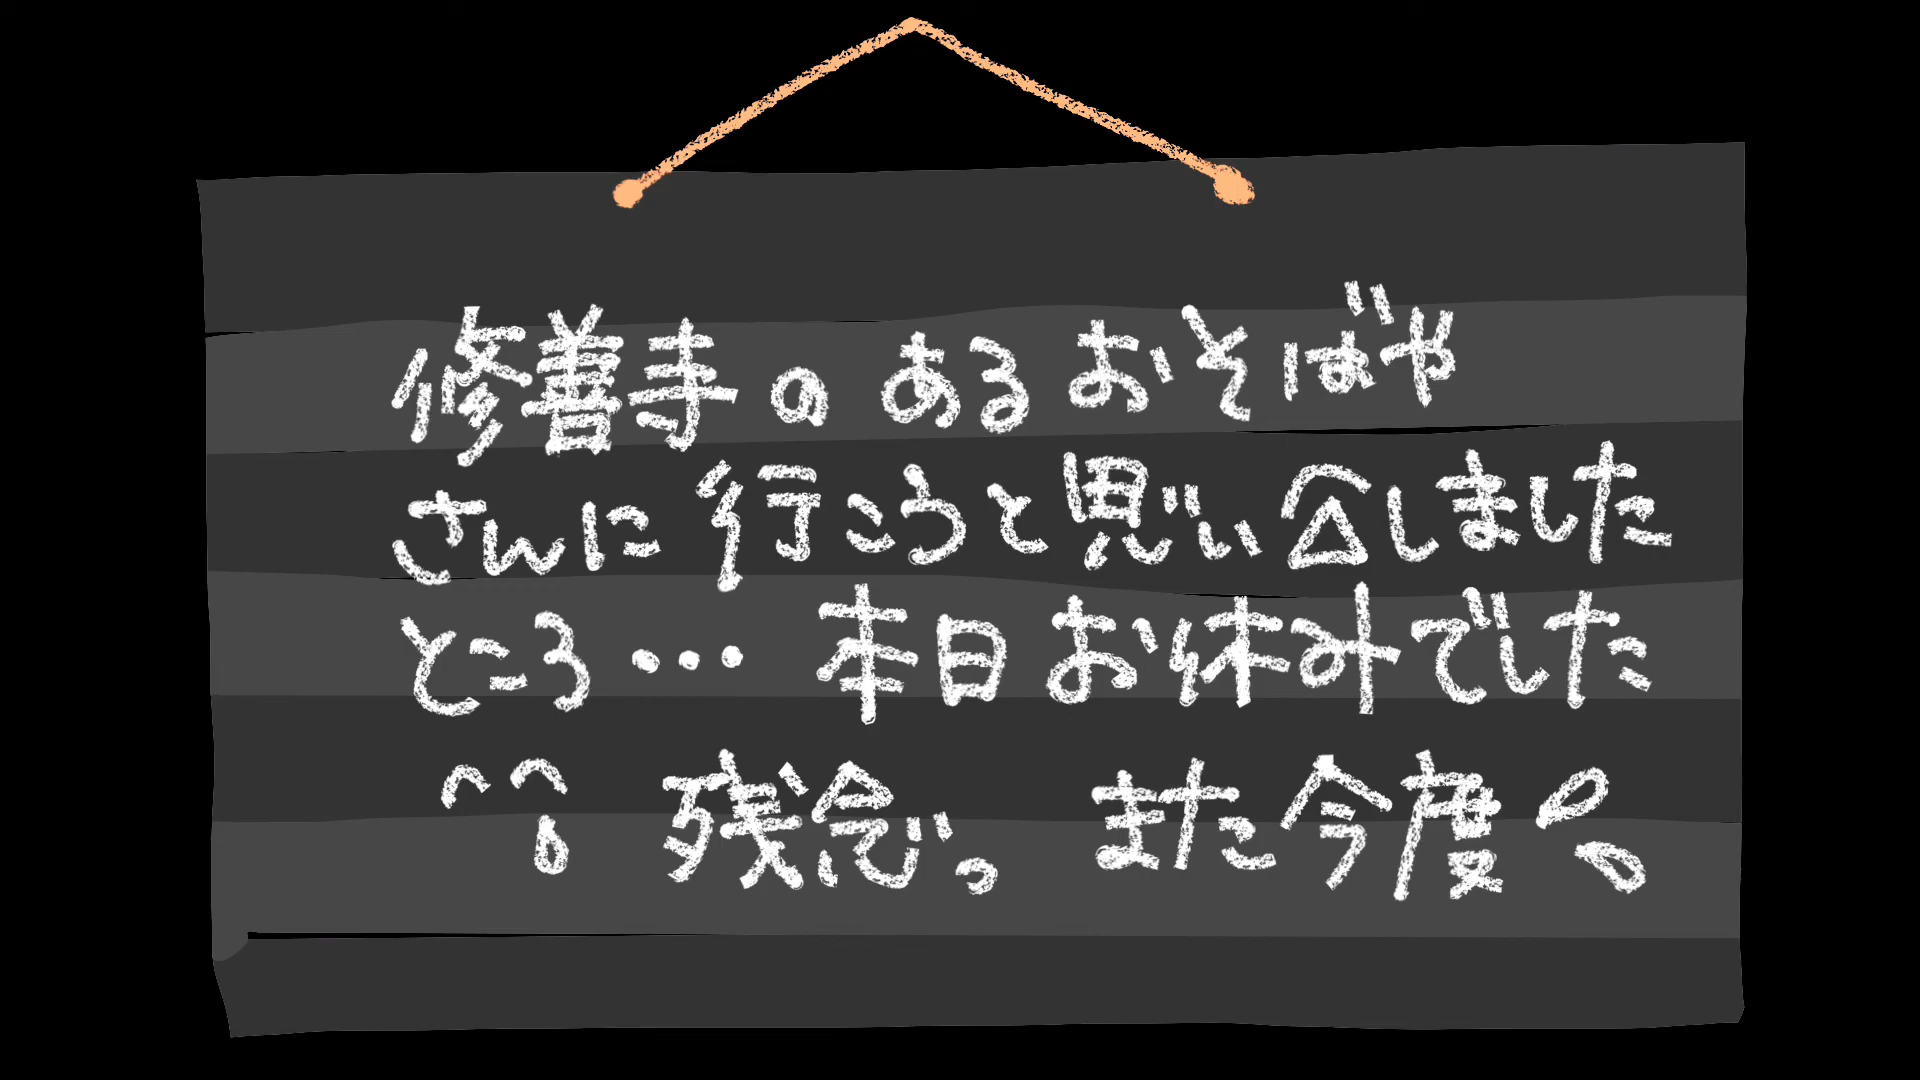 修善寺のあるおそばや
さんに行こうと思い立しました
ところ… 本日お休みでした
残念。 また今度